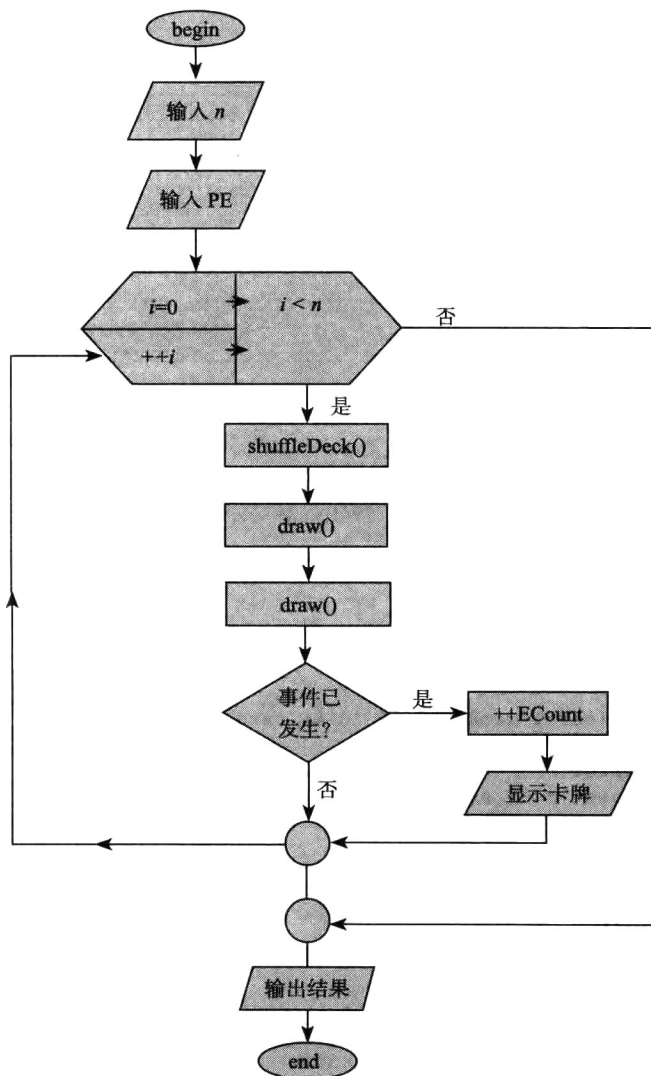 begin
输入 n
输入 PE
i=0
i < n
否
++i
是
shuffleDeck()
draw()
draw()
事件已
发生?
是
++ECount
否
显示卡牌
输出结果
end